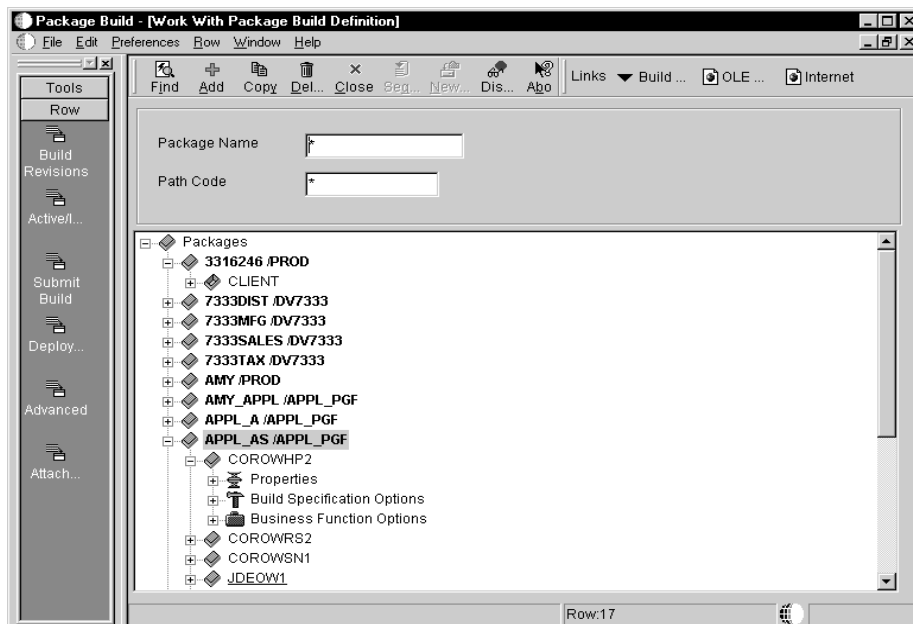 Package Build - [Work With Package Build Definition]
File Edit Preferences Row Window Help
Tools
Row
Build Revisions
Active/I...
Submit Build
Deploy...
Advanced
Attach...
Find Add Copy Del... Close Seq... New... Dis... Abo Links Build ... OLE ... Internet
Package Name *
Path Code *
Packages
3316246 /PROD
CLIENT
7333DIST /DV7333
7333MFG /DV7333
7333SALES /DV7333
7333TAX /DV7333
AMY /PROD
AMY_APPL /APPL_PGF
APPL_A /APPL_PGF
APPL_AS /APPL_PGF
COROWHP2
Properties
Build Specification Options
Business Function Options
COROWRS2
COROWSN1
JDEOW1
Row:17